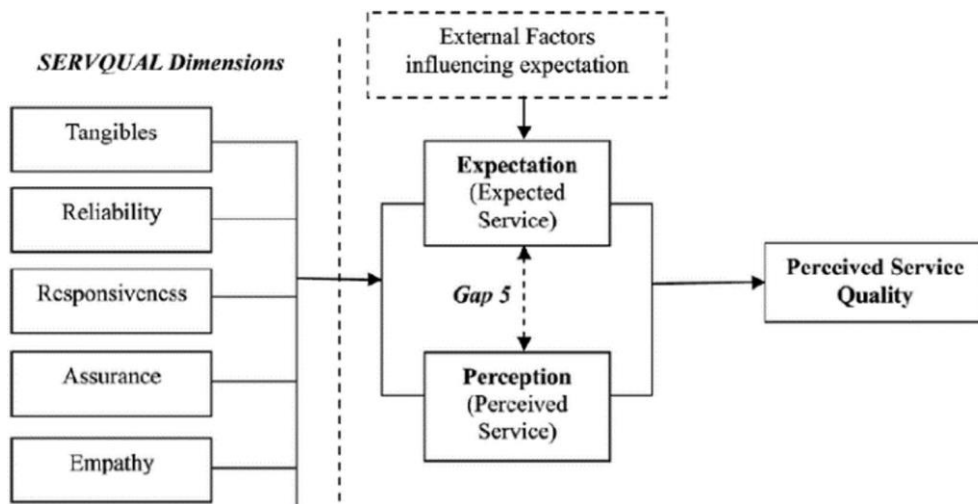 SERVQUAL Dimensions
Tangibles
Reliability
Responsiveness
Assurance
Empathy
External Factors
influencing expectation
Expectation
(Expected
Service)
Gap 5
Perception
(Perceived
Service)
Perceived Service
Quality